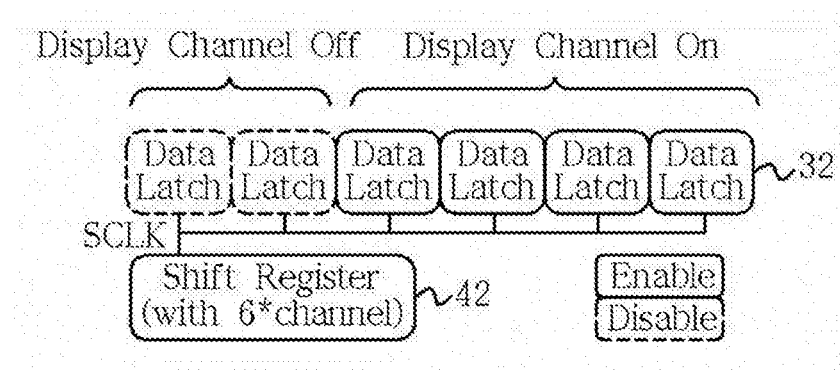 Display Channel Off Display Channel On
Data Data Data Data Data Data
Latch Latch Latch Latch Latch Latch
32
SCLK
Shift Register
(with 6*channel)
42
Enable
Disable